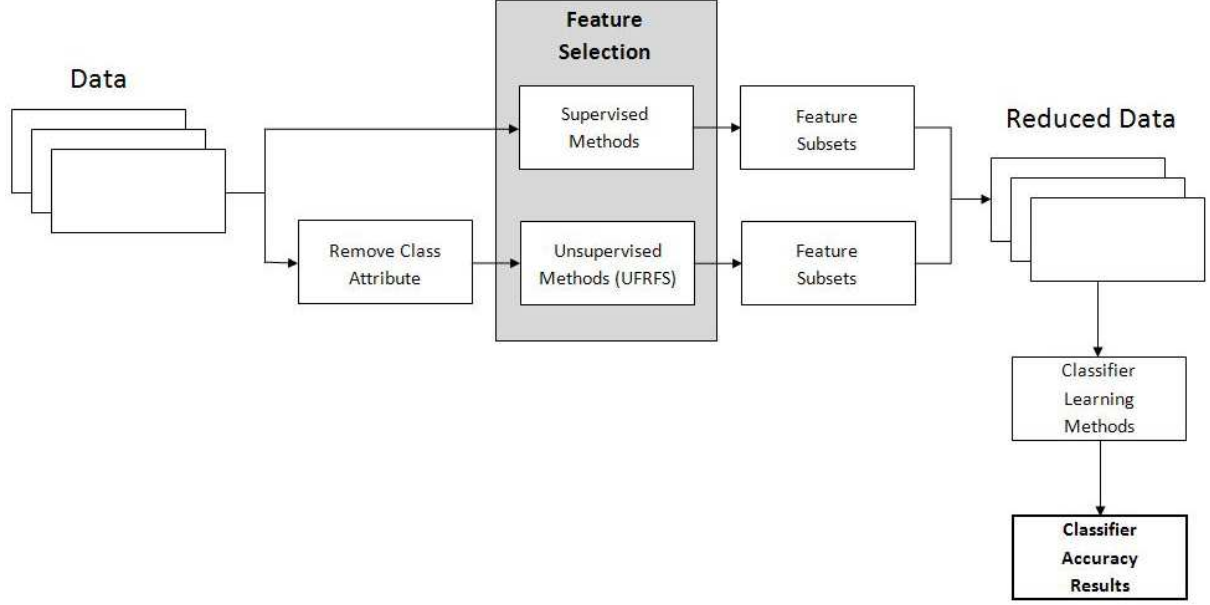 Feature
Selection
Data
Supervised
Methods
Feature
Subsets
Reduced Data
Remove Class
Attribute
Unsupervised
Methods (UFRFS)
Feature
Subsets
Classifier
Learning
Methods
Classifier
Accuracy
Results